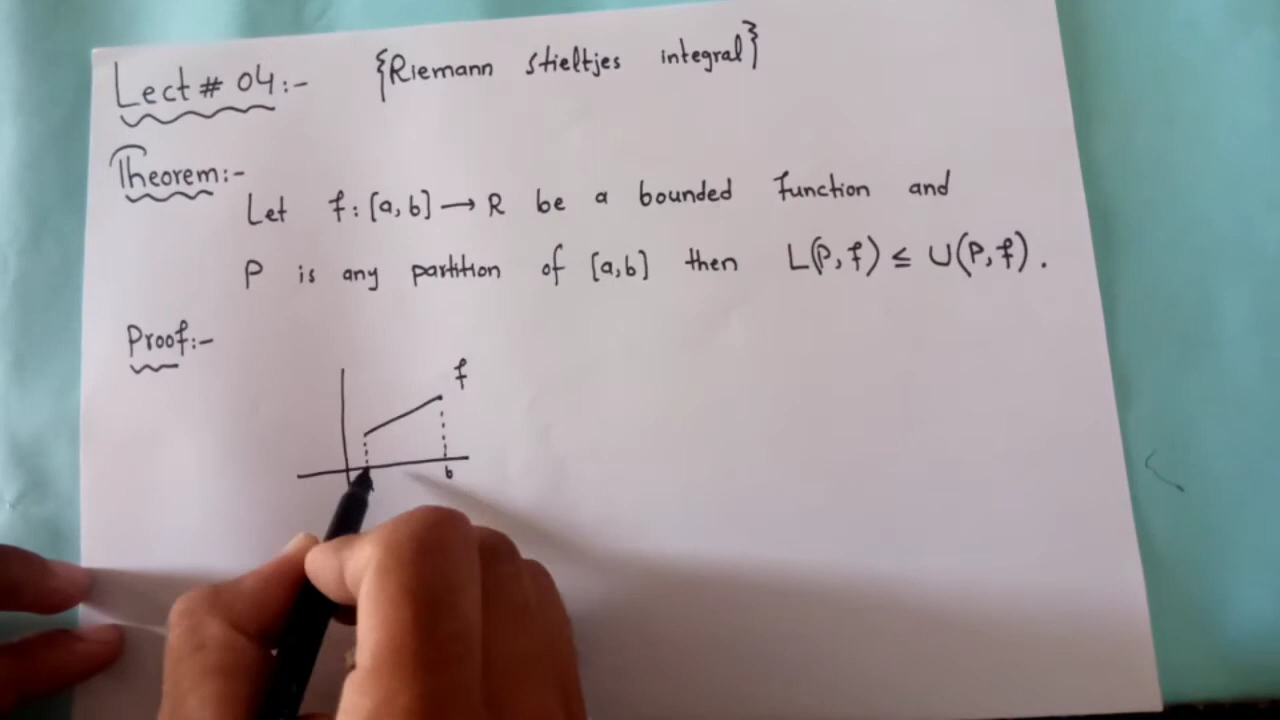 Lect # 04:- {Riemann stieltjes integral}
Theorem:-
Let f: [a, b] → R be a bounded function and
P is any partition of [a,b] then L(P, f) ≤ U(P, f).
Proof:-
f
b